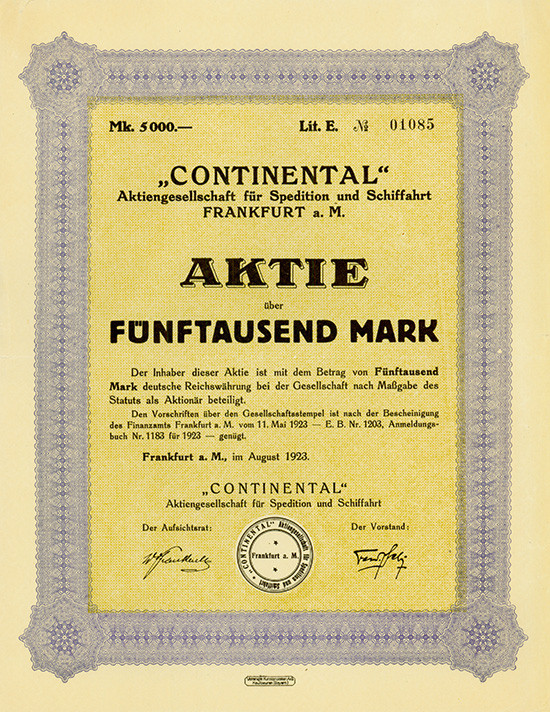 Mk. 5000.— Lit. E. № 01085
„CONTINENTAL“
Aktiengesellschaft für Spedition und Schiffahrt
FRANKFURT a. M.
AKTIE
über
FÜNFTAUSEND MARK
Der Inhaber dieser Aktie ist mit dem Betrag von Fünftausend
Mark deutsche Reichswährung bei der Gesellschaft nach Maßgabe des
Statuts als Aktionär beteiligt.
Den Vorschriften über den Gesellschaftsstempel ist nach der Bescheinigung
des Finanzamts Frankfurt a. M. vom 11. Mai 1923 — E. B. Nr. 1203, Anmeldungs-
buch Nr. 1183 für 1923 — genügt.
Frankfurt a. M., im August 1923.
„CONTINENTAL“
Aktiengesellschaft für Spedition und Schiffahrt
Der Aufsichtsrat: Der Vorstand:
„CONTINENTAL“ Aktiengesellschaft für Spedition und Schiffahrt
Frankfurt a. M.